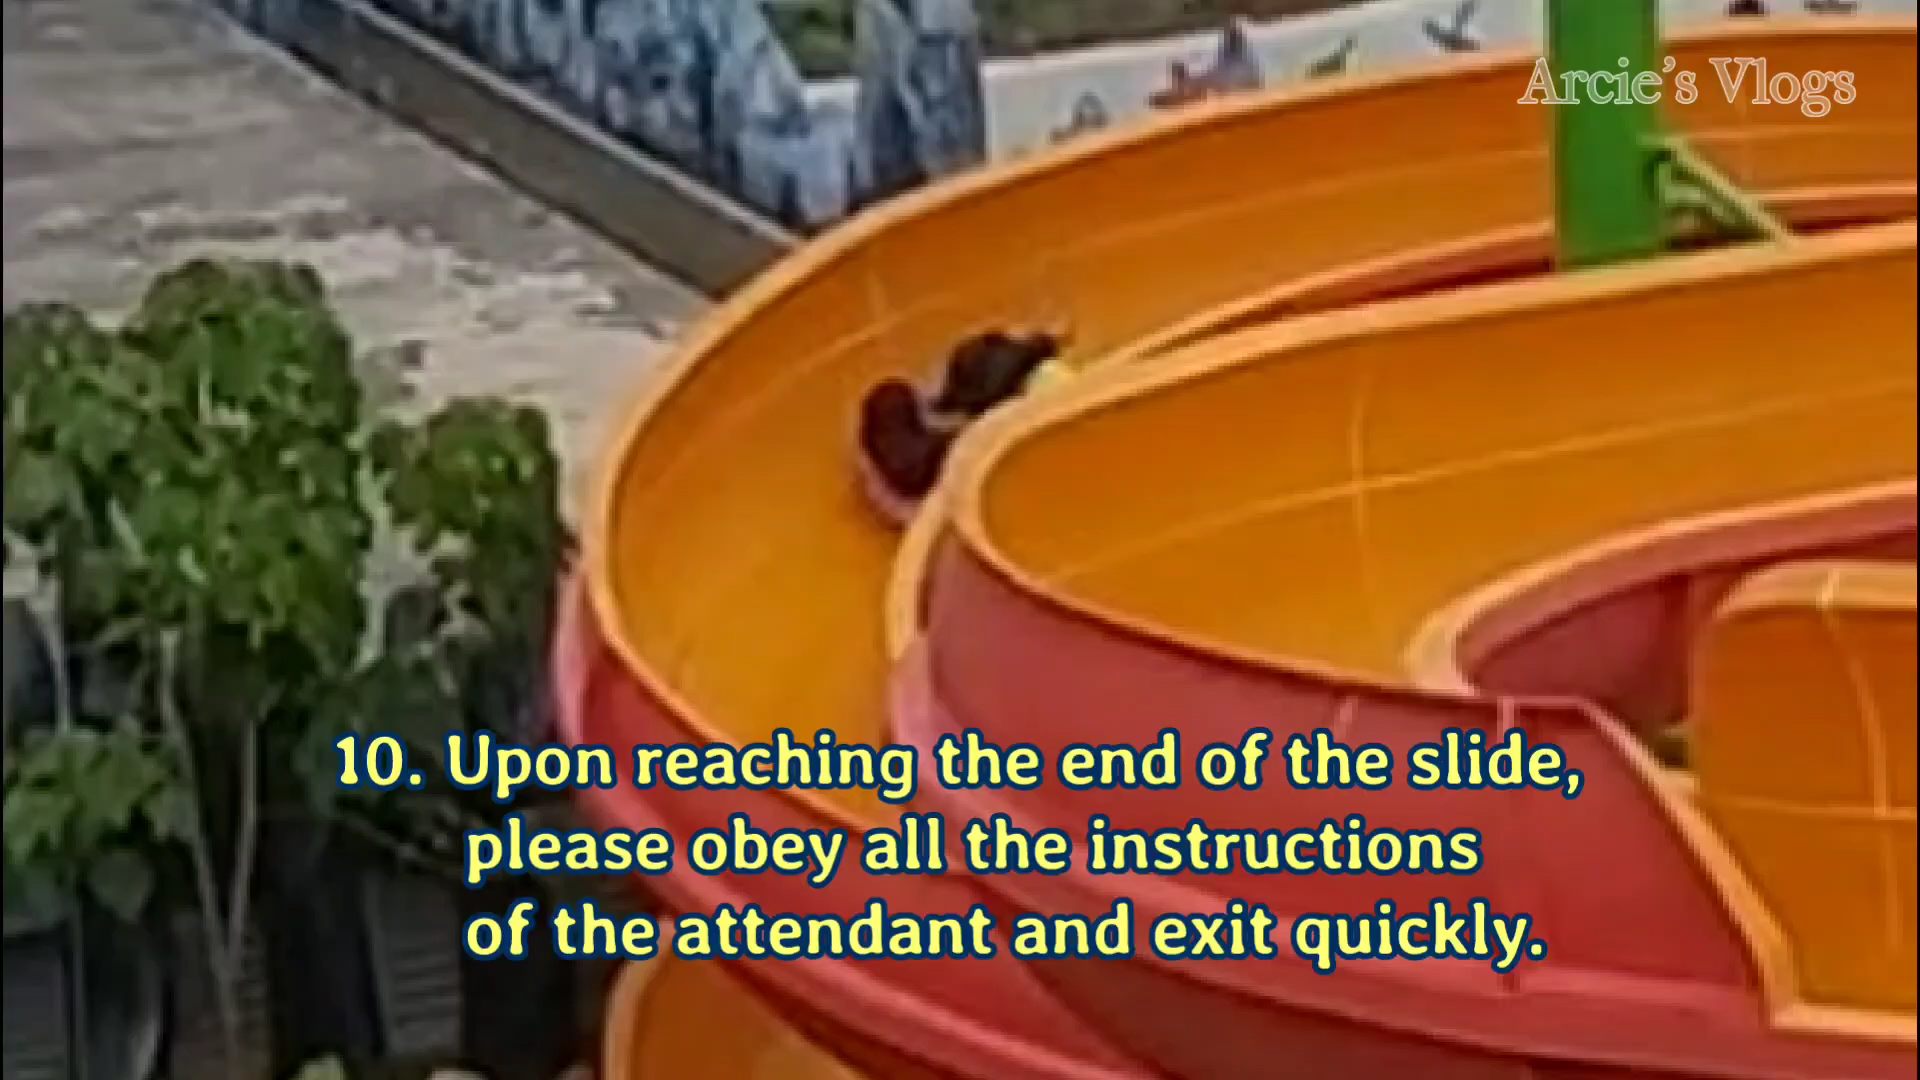 Arcie's Vlogs
10. Upon reaching the end of the slide,
please obey all the instructions
of the attendant and exit quickly.